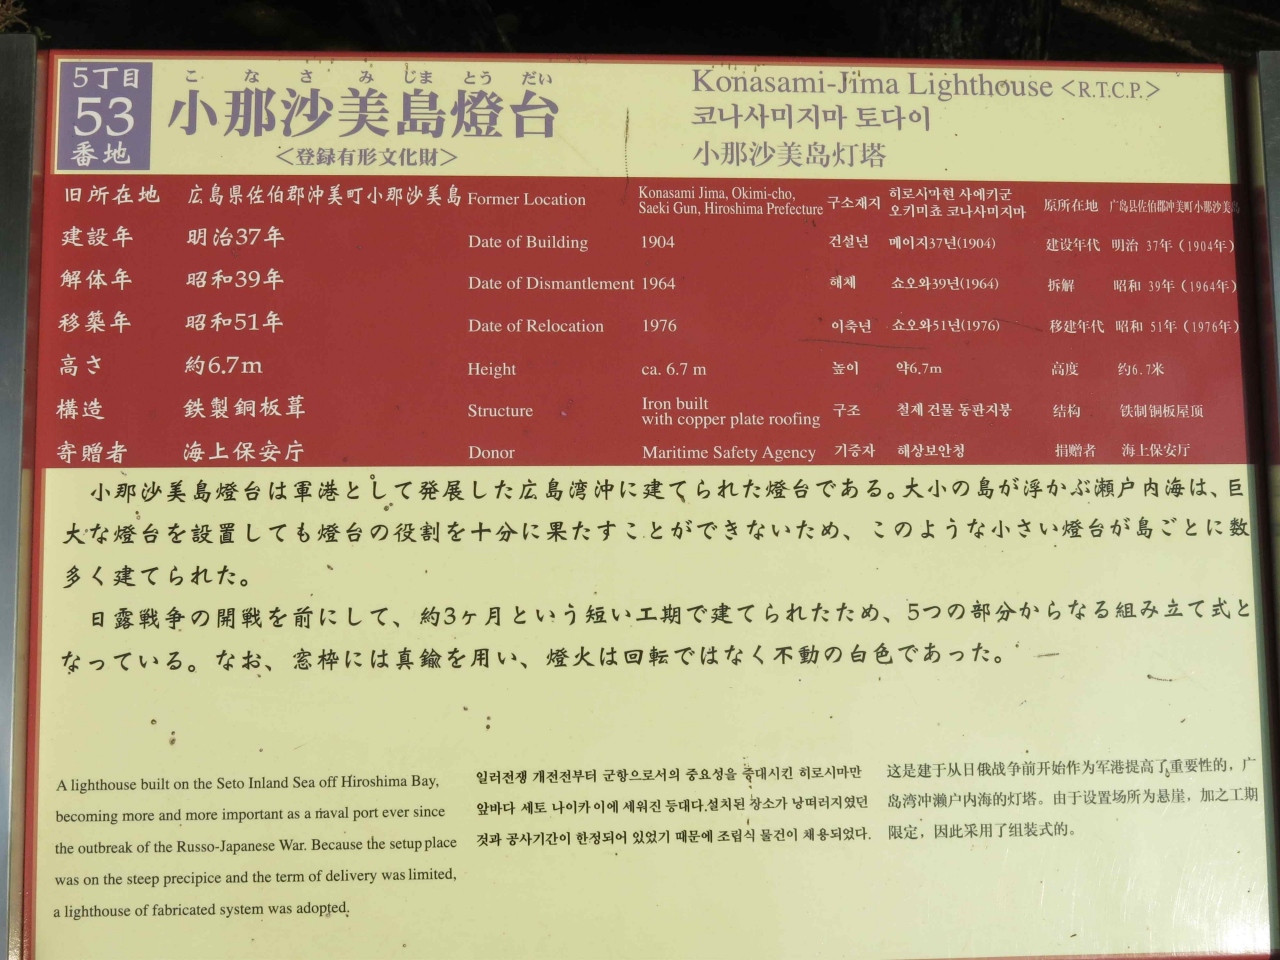 5丁目
53
番地
こ な さ み じま とう だい
小那沙美島燈台
<登録有形文化財>
Konasami-Jima Lighthouse <R.T.C.P.>
코나사미지마 토다이
小那沙美岛灯塔
旧所在地 広島県佐伯郡沖美町小那沙美島 Former Location Konasami Jima, Okimi-cho, Saeki Gun, Hiroshima Prefecture 구소재지 히로시마현 사에키군 오키미쵸 코나사미지마 原所在地 广岛县佐伯郡冲美町小那沙美岛
建設年 明治37年 Date of Building 1904 건설년 메이지37년(1904) 建设年代 明治 37年(1904年)
解体年 昭和39年 Date of Dismantlement 1964 해체 쇼오와39년(1964) 拆解 昭和 39年(1964年)
移築年 昭和51年 Date of Relocation 1976 이축년 쇼오와51년(1976) 移建年代 昭和 51年(1976年)
高さ 約6.7m Height ca. 6.7 m 높이 약6.7m 高度 约6.7米
構造 鉄製銅板葺 Structure Iron built with copper plate roofing 구조 철제 건물 동판지붕 结构 铁制铜板屋顶
寄贈者 海上保安庁 Donor Maritime Safety Agency 기증자 해상보안청 捐赠者 海上保安厅
小那沙美島燈台は軍港として発展した広島湾沖に建てられた燈台である。大小の島が浮かぶ瀬戸内海は、巨
大な燈台を設置しても燈台の役割を十分に果たすことができないため、このような小さい燈台が島ごとに数
多く建てられた。
日露戦争の開戦を前にして、約3ヶ月という短い工期で建てられたため、5つの部分からなる組み立て式と
なっている。なお、窓枠には真鍮を用い、燈火は回転ではなく不動の白色であった。
A lighthouse built on the Seto Inland Sea off Hiroshima Bay,
becoming more and more important as a naval port ever since
the outbreak of the Russo-Japanese War. Because the setup place
was on the steep precipice and the term of delivery was limited,
a lighthouse of fabricated system was adopted.
일러전쟁 개전전부터 군항으로서의 중요성을 증대시킨 히로시마만
앞바다 세토 나이카이에 세워진 등대다.설치된 장소가 낭떠러지였던
것과 공사기간이 한정되어 있었기 때문에 조립식 물건이 채용되었다.
这是建于从日俄战争前开始作为军港提高了重要性的，广
岛湾冲濑户内海的灯塔。由于设置场所为悬崖，加之工期
限定，因此采用了组装式的。